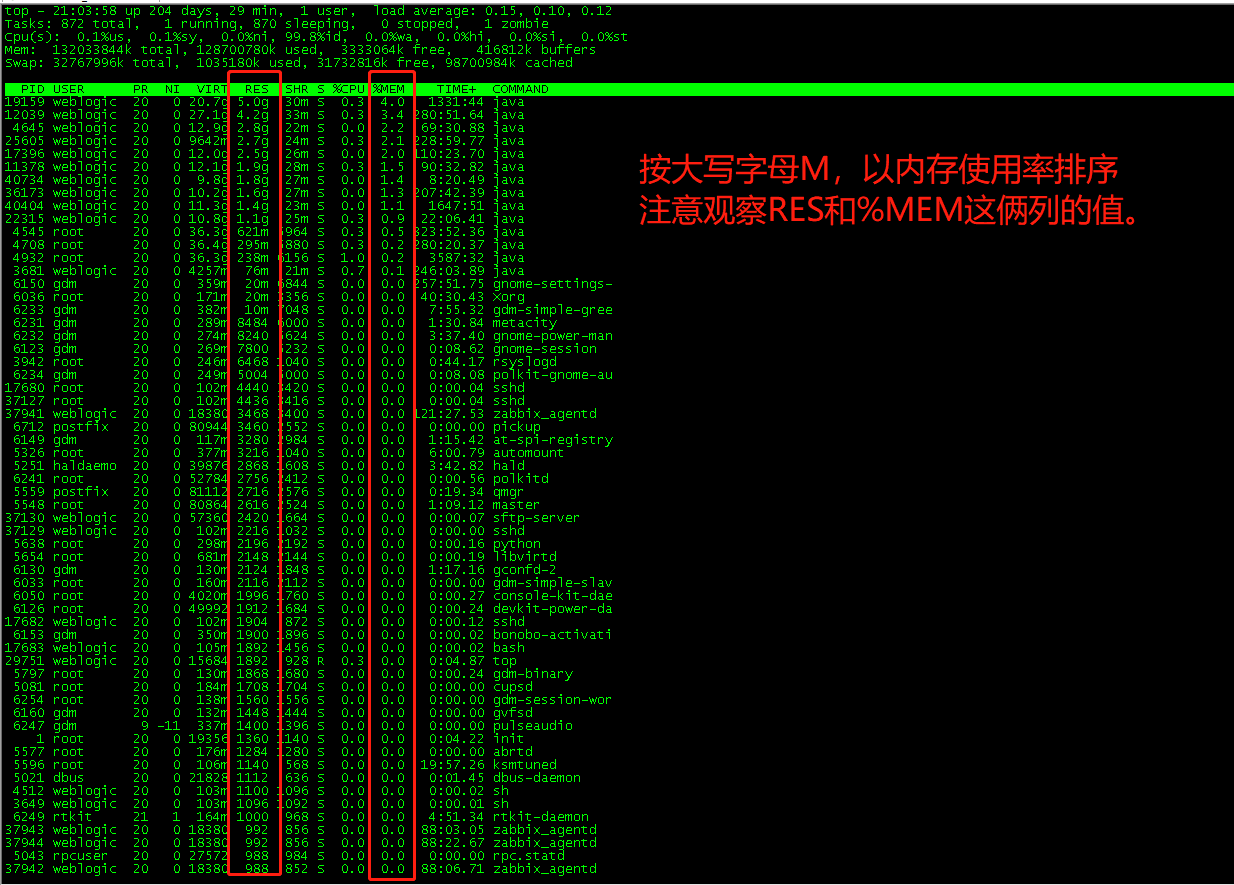 top - 21:03:58 up 204 days, 29 min,  1 user,  load average: 0.15, 0.10, 0.12
Tasks: 872 total,   1 running, 870 sleeping,   0 stopped,   1 zombie
Cpu(s):  0.1%us,  0.1%sy,  0.0%ni, 99.8%id,  0.0%wa,  0.0%hi,  0.0%si,  0.0%st
Mem:  132033844k total, 128700780k used,  3333064k free,   416812k buffers
Swap: 32767996k total,  1035180k used, 31732816k free, 98700984k cached
PID USER PR NI VIRT RES SHR S %CPU %MEM TIME+ COMMAND
19159 weblogic 20 0 20.7g 5.0g 30m S 0.3 4.0 1331:44 java
12039 weblogic 20 0 27.1g 4.2g 33m S 0.3 3.4 280:51.64 java
4645 weblogic 20 0 12.9g 2.8g 22m S 0.0 2.2 69:30.88 java
25605 weblogic 20 0 9642m 2.7g 24m S 0.3 2.1 228:59.77 java
17396 weblogic 20 0 12.0g 2.5g 26m S 0.0 2.0 110:23.70 java
11378 weblogic 20 0 12.1g 1.9g 28m S 0.3 1.5 90:32.82 java
40734 weblogic 20 0 9.8g 1.8g 27m S 0.0 1.4 8:20.49 java
36173 weblogic 20 0 10.2g 1.6g 27m S 0.0 1.3 207:42.39 java
40404 weblogic 20 0 11.3g 1.4g 23m S 0.0 1.1 1647:51 java
22315 weblogic 20 0 10.8g 1.1g 25m S 0.3 0.9 22:06.41 java
按大写字母M，以内存使用率排序
注意观察RES和%MEM这俩列的值。
4545 root 20 0 36.3g 621m 5964 S 0.3 0.5 323:52.36 java
4708 root 20 0 36.4g 295m 5880 S 0.3 0.2 280:20.37 java
4932 root 20 0 36.3g 238m 6156 S 1.0 0.2 3587:32 java
3681 weblogic 20 0 4257m 76m 21m S 0.7 0.1 246:03.89 java
6150 gdm 20 0 359m 20m 6844 S 0.0 0.0 257:51.75 gnome-settings-
6036 root 20 0 171m 20m 3356 S 0.0 0.0 40:30.43 Xorg
6233 gdm 20 0 382m 10m 7048 S 0.0 0.0 7:55.32 gdm-simple-gree
6231 gdm 20 0 289m 8484 6000 S 0.0 0.0 1:30.84 metacity
6232 gdm 20 0 274m 8240 5624 S 0.0 0.0 3:37.40 gnome-power-man
6123 gdm 20 0 269m 7800 5232 S 0.0 0.0 0:08.62 gnome-session
3942 root 20 0 246m 6468 1040 S 0.0 0.0 0:44.17 rsyslogd
6234 gdm 20 0 249m 5004 4000 S 0.0 0.0 0:08.08 polkit-gnome-au
17680 root 20 0 102m 4440 3420 S 0.0 0.0 0:00.04 sshd
37127 root 20 0 102m 4436 3416 S 0.0 0.0 0:00.04 sshd
37941 weblogic 20 0 18380 3468 3400 S 0.0 0.0 121:27.53 zabbix_agentd
6712 postfix 20 0 80944 3460 2552 S 0.0 0.0 0:00.00 pickup
6149 gdm 20 0 117m 3280 2984 S 0.0 0.0 1:15.42 at-spi-registry
5326 root 20 0 377m 3216 1040 S 0.0 0.0 6:00.79 automount
5251 haldaemo 20 0 39876 2868 1608 S 0.0 0.0 3:42.82 hald
6241 root 20 0 52784 2756 2412 S 0.0 0.0 0:00.56 polkitd
5559 postfix 20 0 81112 2716 2576 S 0.0 0.0 0:19.34 qmgr
5548 root 20 0 80864 2616 2524 S 0.0 0.0 1:09.12 master
37130 weblogic 20 0 57360 2420 1664 S 0.0 0.0 0:00.07 sftp-server
37129 weblogic 20 0 102m 2216 1032 S 0.0 0.0 0:00.00 sshd
5638 root 20 0 298m 2196 2192 S 0.0 0.0 0:00.16 python
5654 root 20 0 681m 2148 2144 S 0.0 0.0 0:00.19 libvirtd
6130 gdm 20 0 130m 2124 1848 S 0.0 0.0 1:17.16 gconfd-2
6033 root 20 0 160m 2116 2112 S 0.0 0.0 0:00.00 gdm-simple-slav
6050 root 20 0 4020m 1996 1760 S 0.0 0.0 0:00.27 console-kit-dae
6126 root 20 0 49992 1912 1684 S 0.0 0.0 0:00.24 devkit-power-da
17682 weblogic 20 0 102m 1904 872 S 0.0 0.0 0:00.12 sshd
6153 gdm 20 0 350m 1900 1896 S 0.0 0.0 0:00.02 bonobo-activati
17683 weblogic 20 0 105m 1892 1456 S 0.0 0.0 0:00.02 bash
29751 weblogic 20 0 15684 1892 928 R 0.3 0.0 0:04.87 top
5797 root 20 0 130m 1868 1680 S 0.0 0.0 0:00.24 gdm-binary
5081 root 20 0 184m 1708 1704 S 0.0 0.0 0:00.00 cupsd
6254 root 20 0 138m 1560 1556 S 0.0 0.0 0:00.00 gdm-session-wor
6160 gdm 20 0 132m 1448 1444 S 0.0 0.0 0:00.00 gvfsd
6247 gdm 9 -11 337m 1400 1396 S 0.0 0.0 0:00.02 pulseaudio
1 root 20 0 19356 1360 1140 S 0.0 0.0 0:04.22 init
5577 root 20 0 176m 1284 1280 S 0.0 0.0 0:00.00 abrtd
5596 root 20 0 106m 1140 568 S 0.0 0.0 19:57.26 ksmtuned
5021 dbus 20 0 21828 1112 636 S 0.0 0.0 0:01.45 dbus-daemon
4512 weblogic 20 0 103m 1100 1096 S 0.0 0.0 0:00.02 sh
3649 weblogic 20 0 103m 1096 1092 S 0.0 0.0 0:00.01 sh
6249 rtkit 21 1 164m 1000 968 S 0.0 0.0 4:51.34 rtkit-daemon
37943 weblogic 20 0 18380 992 856 S 0.0 0.0 88:03.05 zabbix_agentd
37944 weblogic 20 0 18380 992 856 S 0.0 0.0 88:22.67 zabbix_agentd
5043 rpcuser 20 0 27572 988 984 S 0.0 0.0 0:00.00 rpc.statd
37942 weblogic 20 0 18380 988 852 S 0.0 0.0 88:06.71 zabbix_agentd